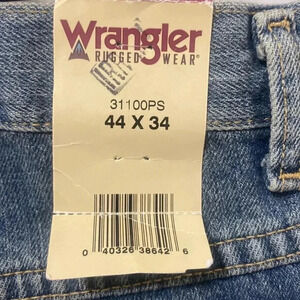 Wrangler
RUGGED WEAR®
31100PS
44 X 34
0 40326 38642 6